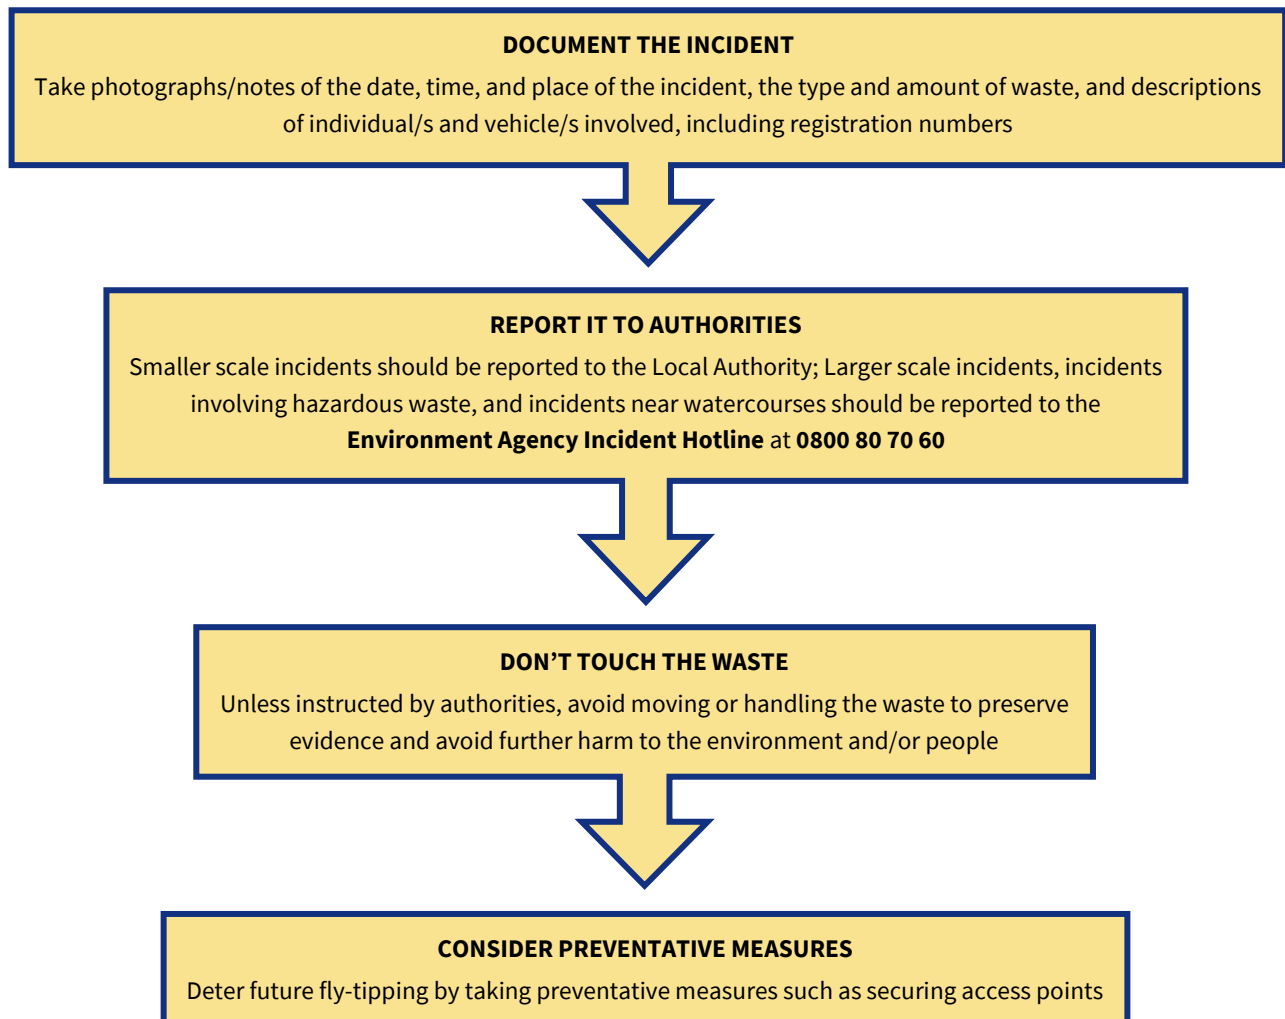 DOCUMENT THE INCIDENT
Take photographs/notes of the date, time, and place of the incident, the type and amount of waste, and descriptions
of individual/s and vehicle/s involved, including registration numbers
REPORT IT TO AUTHORITIES
Smaller scale incidents should be reported to the Local Authority; Larger scale incidents, incidents
involving hazardous waste, and incidents near watercourses should be reported to the
Environment Agency Incident Hotline at 0800 80 70 60
DON’T TOUCH THE WASTE
Unless instructed by authorities, avoid moving or handling the waste to preserve
evidence and avoid further harm to the environment and/or people
CONSIDER PREVENTATIVE MEASURES
Deter future fly-tipping by taking preventative measures such as securing access points